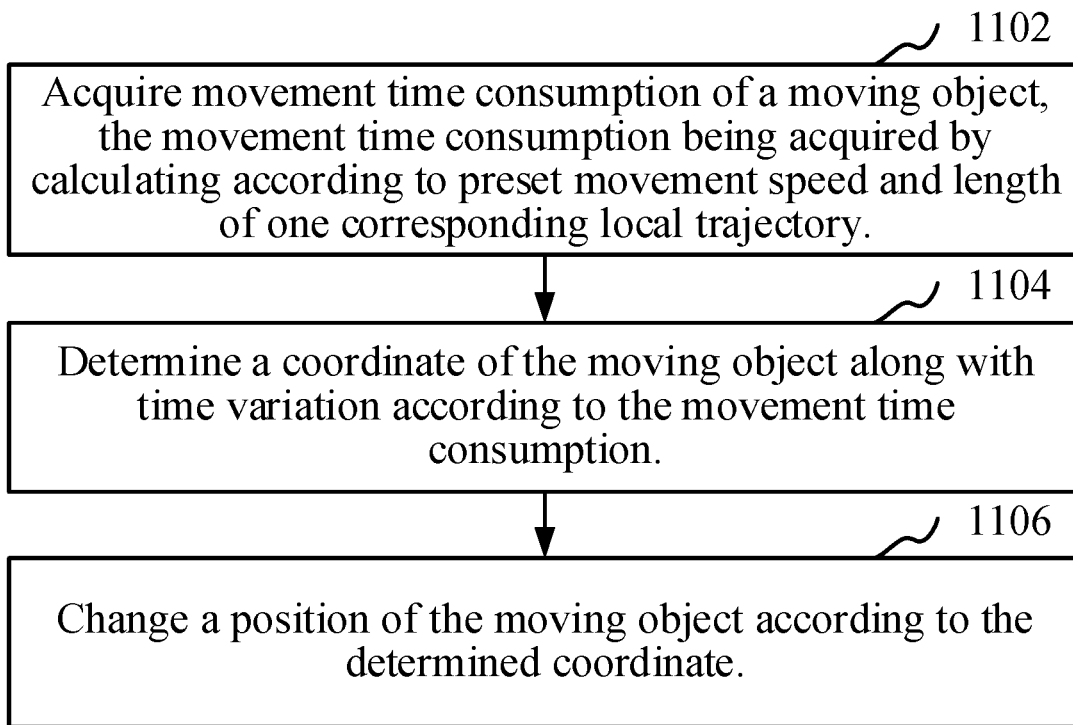 1102
Acquire movement time consumption of a moving object,
the movement time consumption being acquired by
calculating according to preset movement speed and length
of one corresponding local trajectory.
1104
Determine a coordinate of the moving object along with
time variation according to the movement time
consumption.
1106
Change a position of the moving object according to the
determined coordinate.